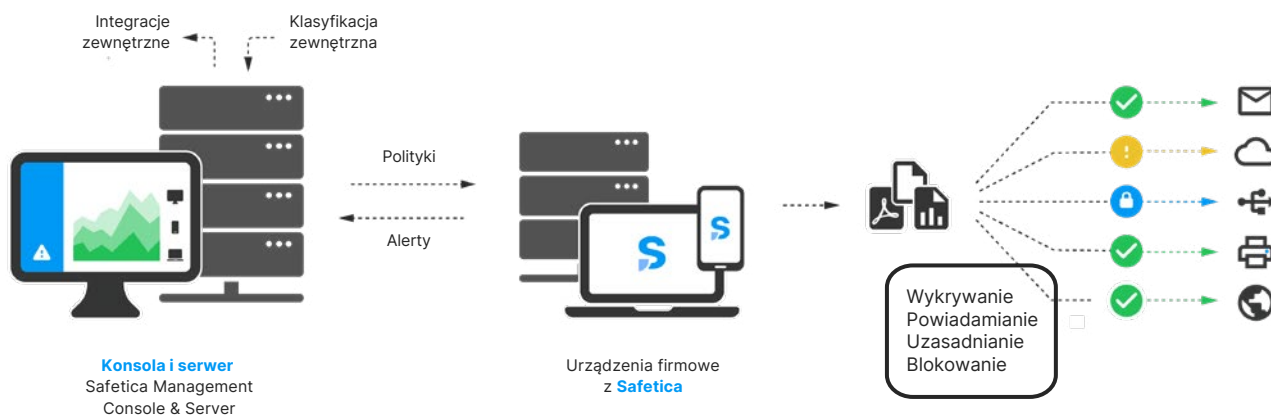 Integracje
zewnętrzne
Klasyfikacja
zewnętrzna
Polityki
Alerty
Wykrywanie
Powiadamianie
Uzasadnianie
Blokowanie
Konsola i serwer
Safetica Management
Console & Server
Urządzenia firmowe
z Safetica